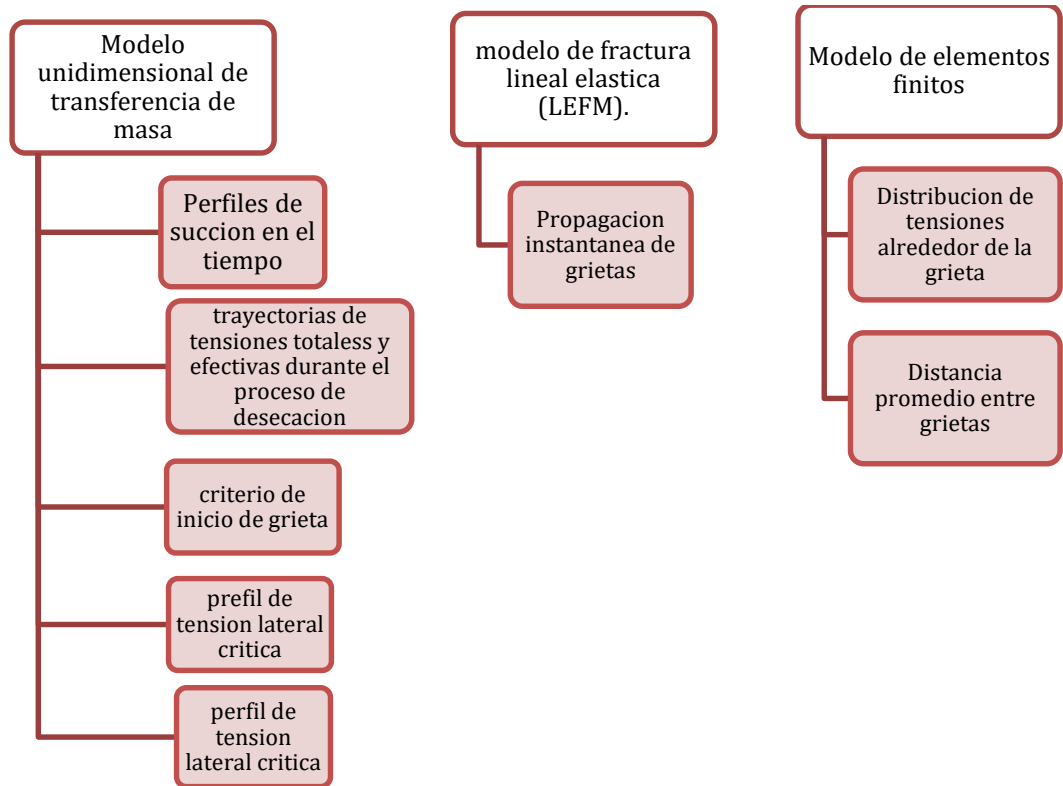 Modelo
unidimensional de
transferencia de
masa
Perfiles de
succion en el
tiempo
trayectorias de
tensiones totaless y
efectivas durante el
proceso de
desecacion
criterio de
inicio de grieta
prefil de
tension lateral
critica
perfil de
tension
lateral critica
modelo de fractura
lineal elastica
(LEFM).
Propagacion
instantanea de
grietas
Modelo de elementos
finitos
Distribucion de
tensiones
alrededor de la
grieta
Distancia
promedio entre
grietas